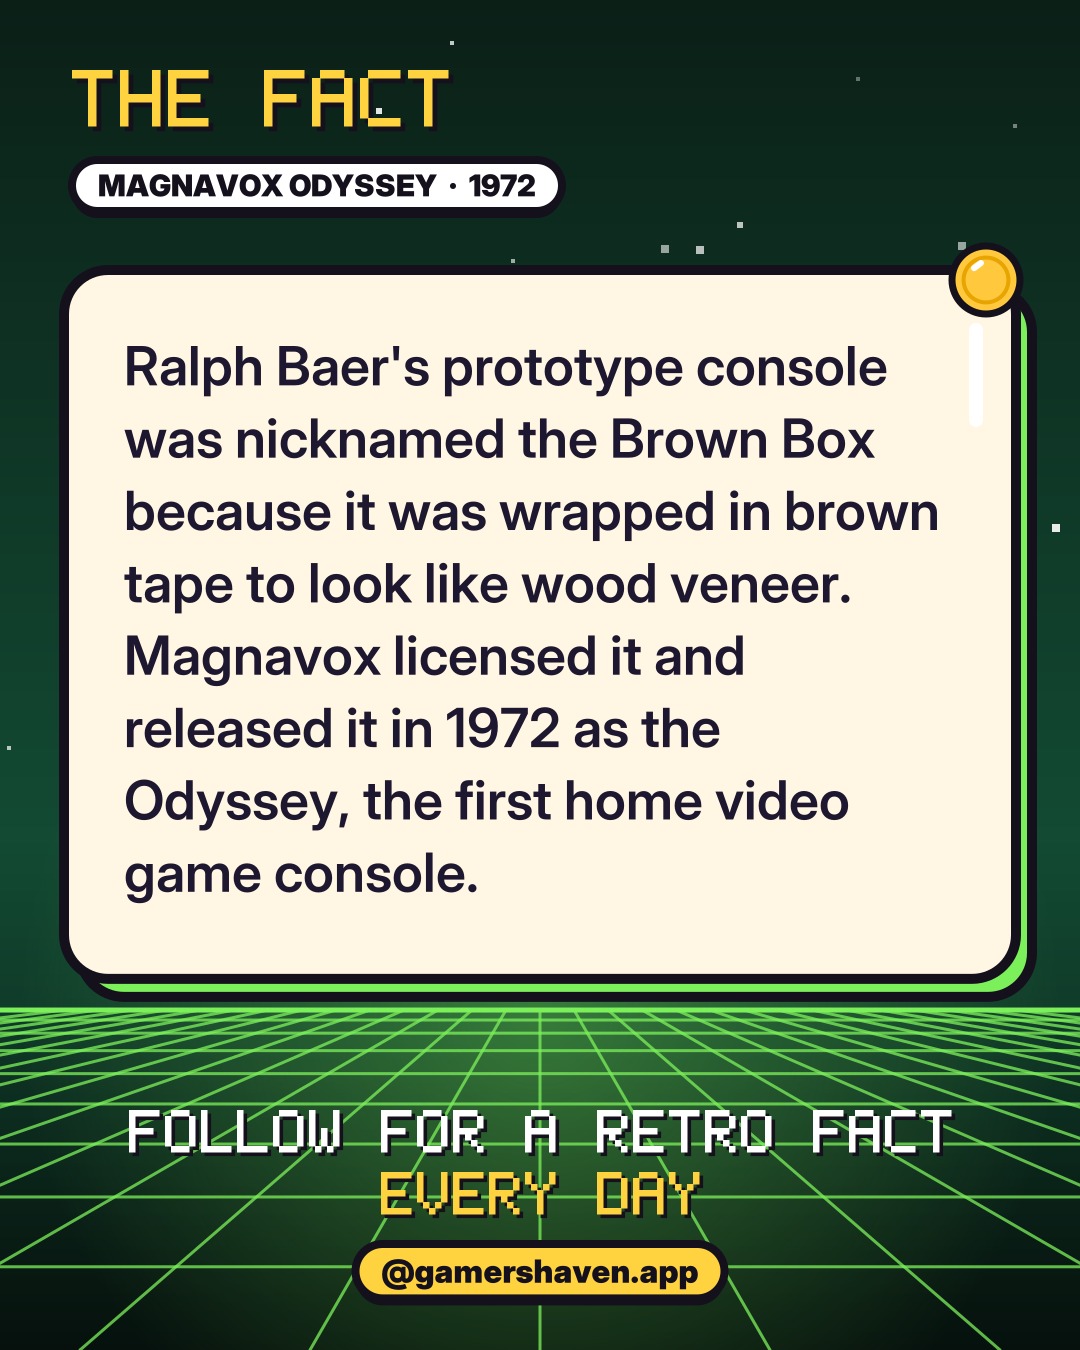 THE FACT
MAGNAVOX ODYSSEY · 1972
Ralph Baer's prototype console
was nicknamed the Brown Box
because it was wrapped in brown
tape to look like wood veneer.
Magnavox licensed it and
released it in 1972 as the
Odyssey, the first home video
game console.
FOLLOW FOR A RETRO FACT
EVERY DAY
@gamershaven.app